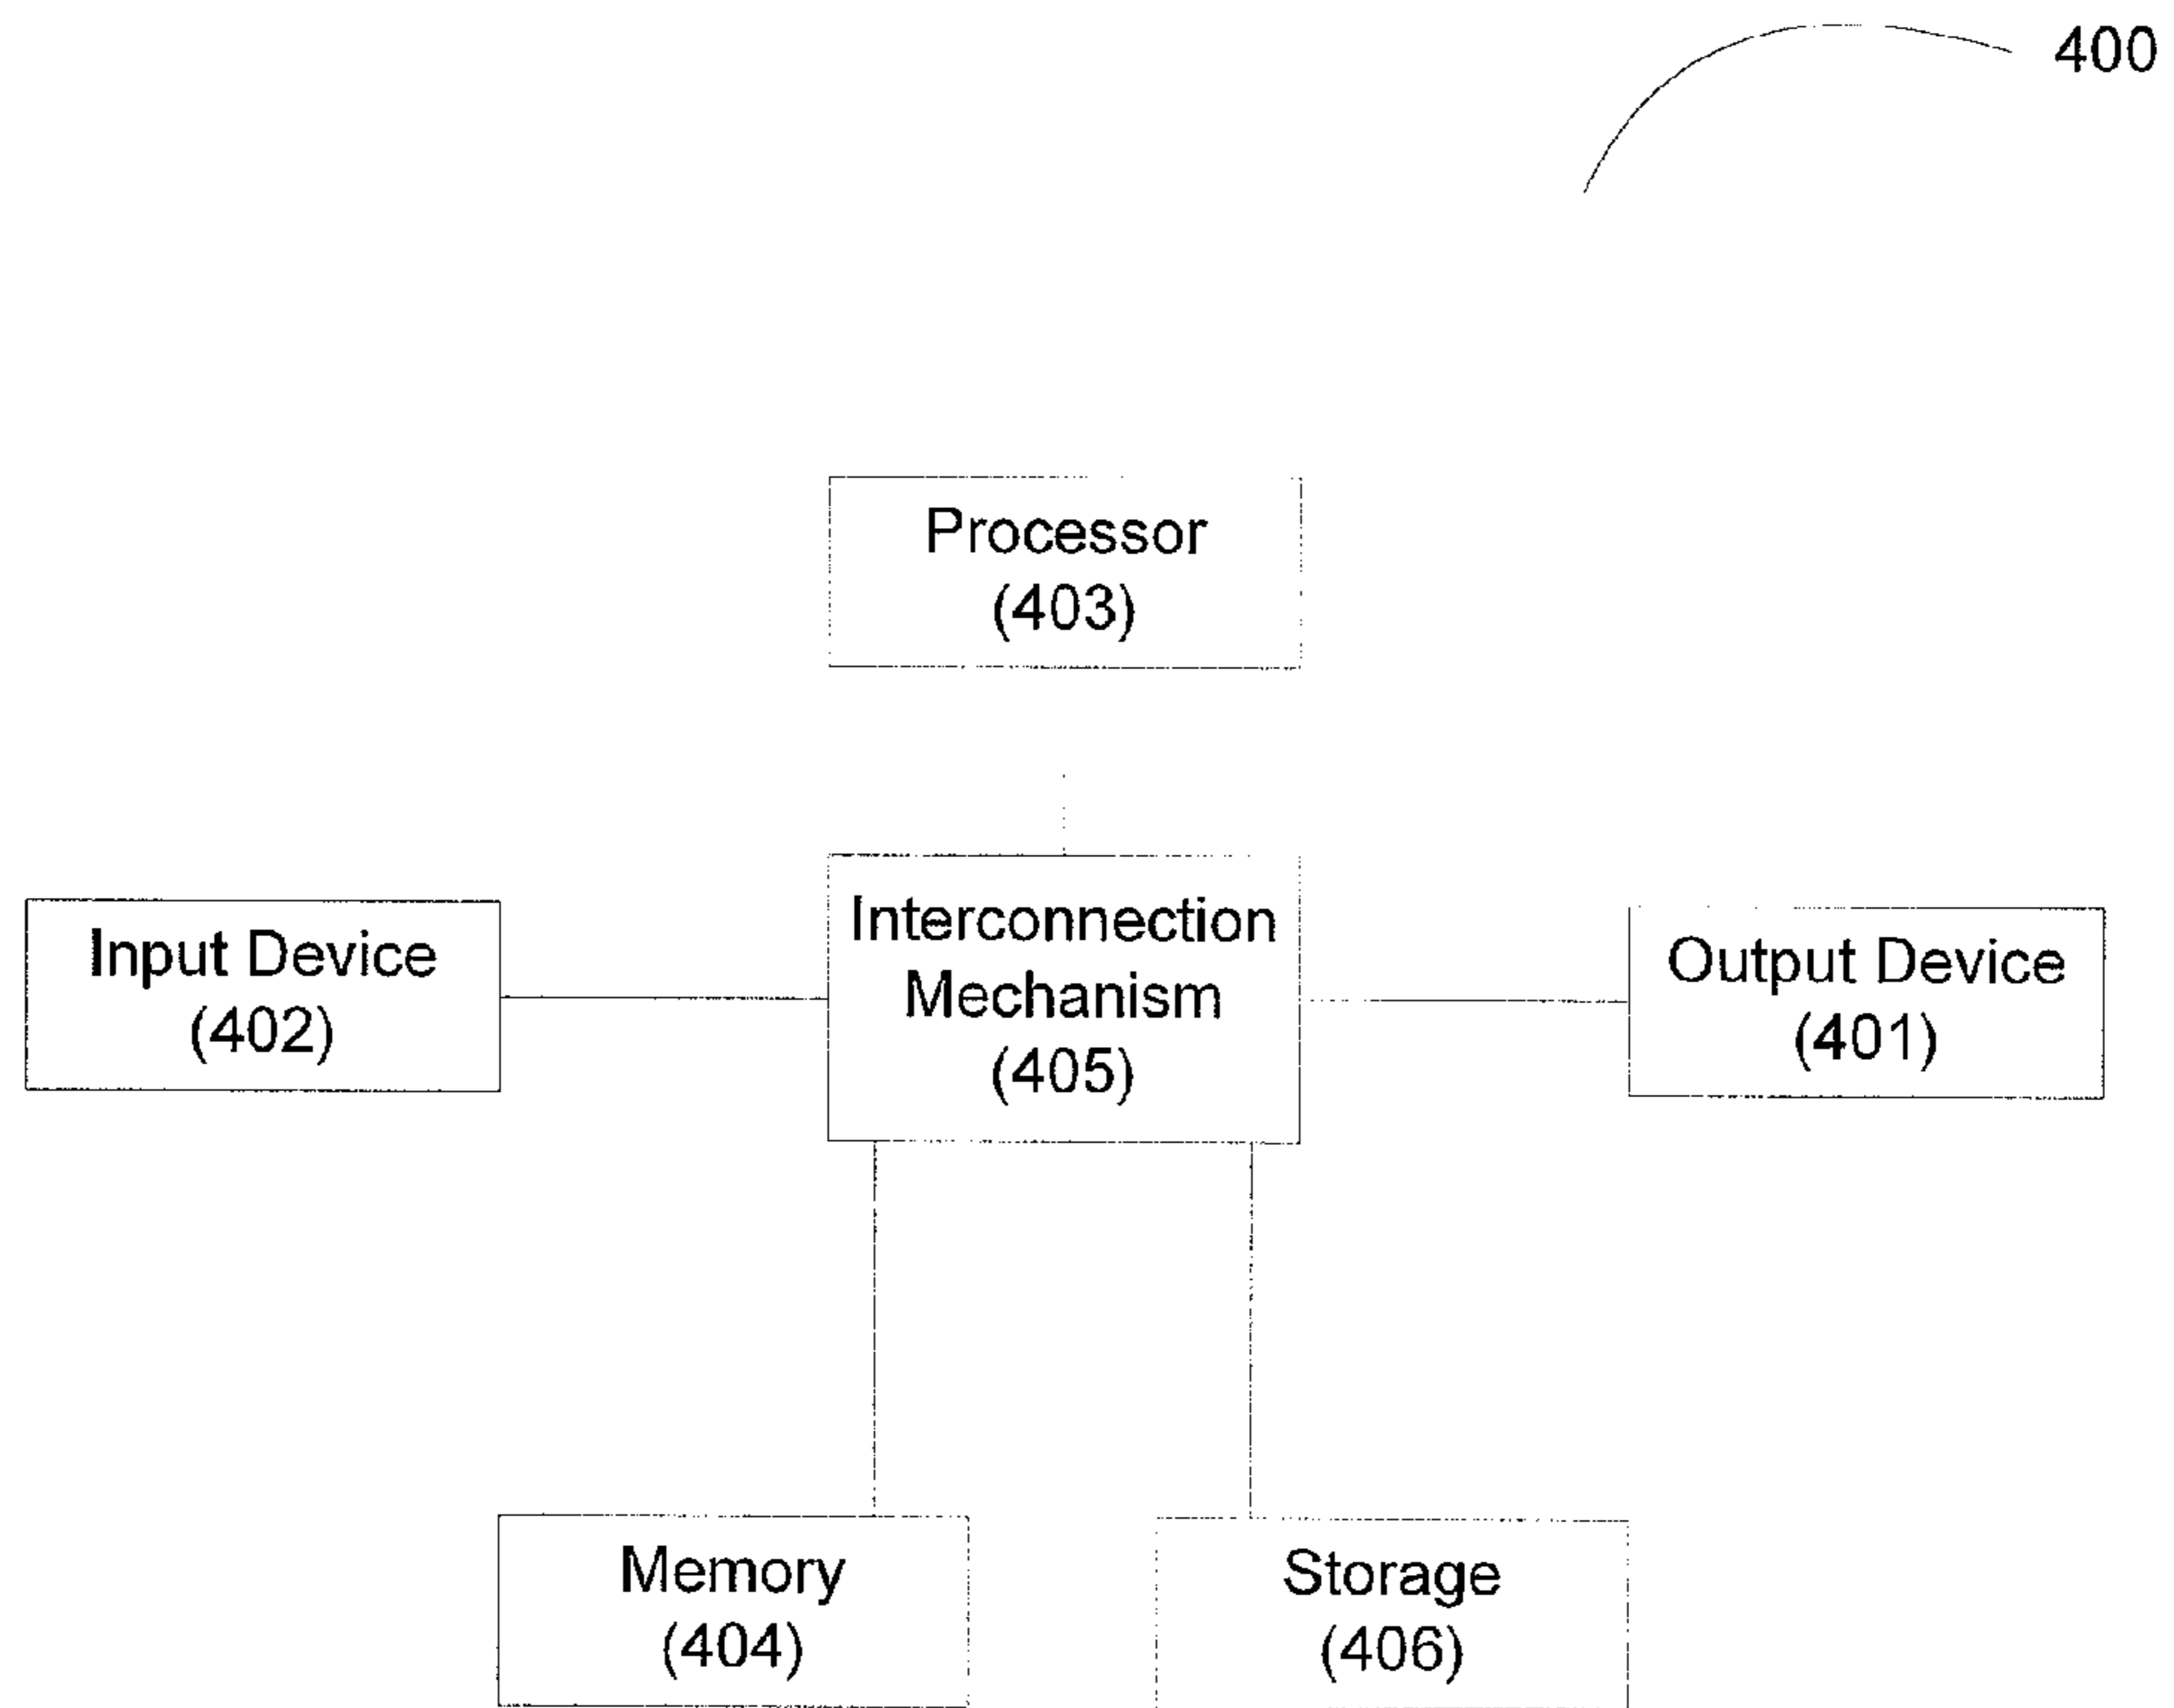 400
Processor
(403)
Interconnection
Mechanism
(405)
Input Device
(402)
Output Device
(401)
Memory
(404)
Storage
(406)